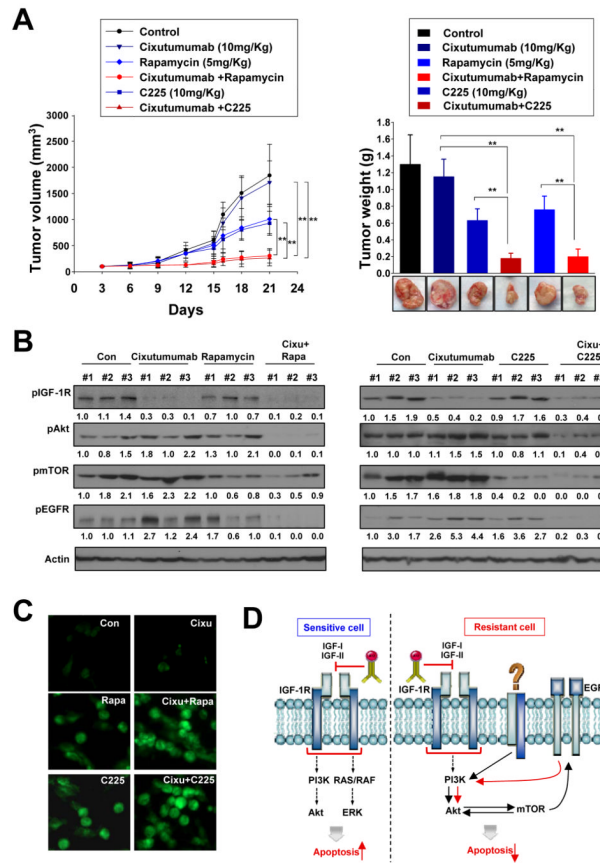 A
Control
Cixutumumab (10mg/Kg)
Rapamycin (5mg/Kg)
Cixutumumab +Rapamycin
C225 (10mg/Kg)
Cixutumumab +C225
Tumor volume (mm3)
3000
2500
2000
1500
1000
500
0
0 3 6 9 12 15 18 21 24
Days
** **
** **
Control
Cixutumumab (10mg/Kg)
Rapamycin (5mg/Kg)
Cixutumumab+Rapamycin
C225 (10mg/Kg)
Cixutumumab+C225
Tumor weight (g)
1.8
1.6
1.4
1.2
1.0
0.8
0.6
0.4
0.2
0.0
**
**
**
**
B
Con Cixutumumab Rapamycin Cixu+
Rapa
#1 #2 #3 #1 #2 #3 #1 #2 #3 #1 #2 #3
pIGF-1R
1.0 1.1 1.4 0.3 0.3 0.1 0.7 1.0 0.7 0.1 0.2 0.1
pAkt
1.0 0.8 1.5 1.8 1.0 2.2 1.3 1.0 2.1 0.0 0.1 0.1
pmTOR
1.0 1.8 2.1 1.6 2.3 2.2 1.0 0.6 0.8 0.3 0.5 0.9
pEGFR
1.0 1.0 1.1 2.7 1.2 2.4 1.7 0.6 1.0 0.1 0.0 0.0
Actin
Con Cixutumumab C225 Cixu+
C225
#1 #2 #3 #1 #2 #3 #1 #2 #3 #1 #2 #3
1.0 1.5 1.9 0.5 0.4 0.2 0.9 1.7 1.6 0.3 0.4
1.0 1.0 1.0 1.1 1.5 1.5 1.0 0.8 1.1 0.1 0.4
1.0 1.5 1.7 1.6 1.8 1.8 0.4 0.2 0.0 0.0 0.0
1.0 3.0 1.7 2.6 5.3 4.4 1.6 3.6 2.7 0.2 0.3
C
Con
Cixu
Rapa
Cixu+Rapa
C225
Cixu+C225
D
Sensitive cell
IGF-I
IGF-II
IGF-1R
PI3K RAS/RAF
Akt ERK
Apoptosis
Resistant cell
IGF-I
IGF-II
?
IGF-1R
EGF
PI3K
Akt
mTOR
Apoptosis